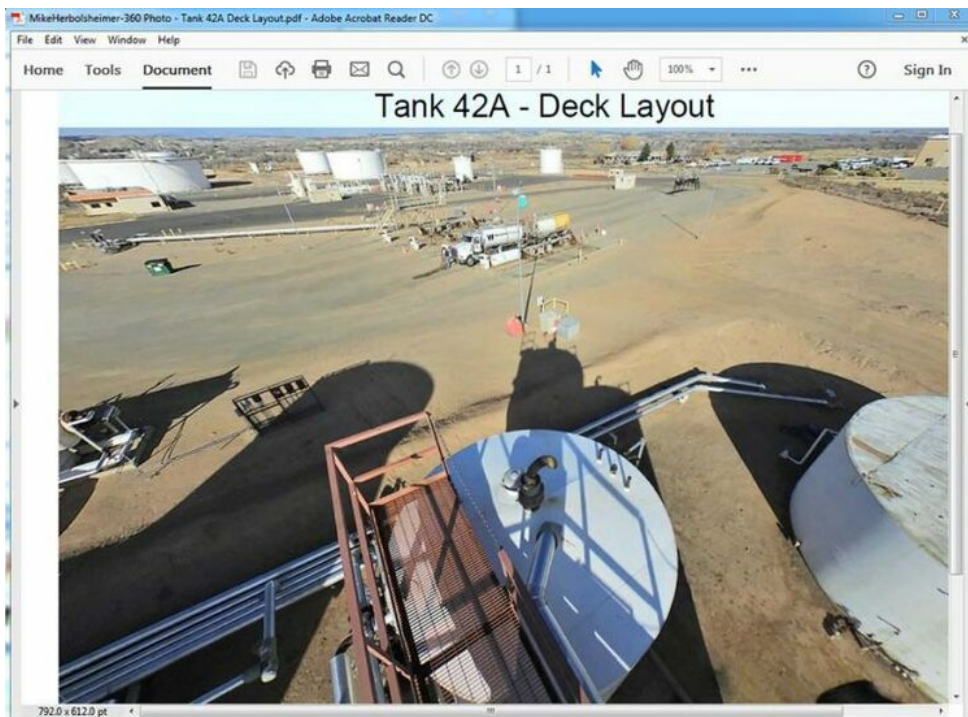 MikeHerbolsheimer-360 Photo - Tank 42A Deck Layout.pdf - Adobe Acrobat Reader DC
File Edit View Window Help
Home Tools Document 1 / 1 100% Sign In
Tank 42A - Deck Layout
792.0 x 612.0 pt